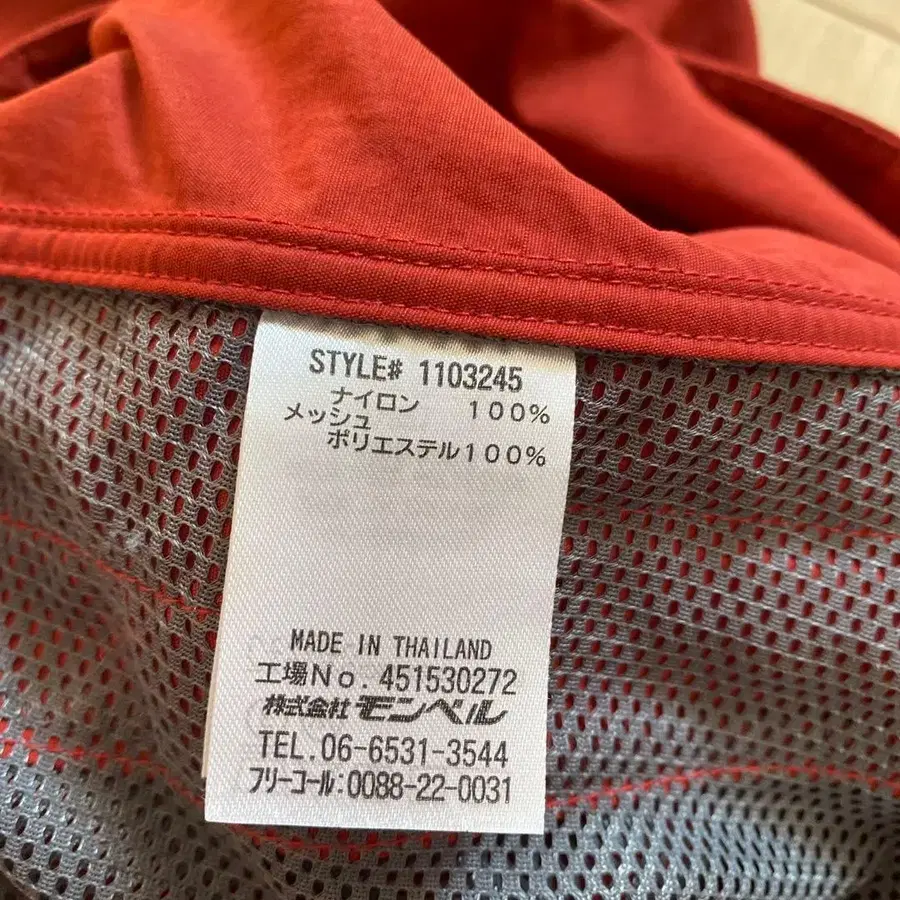 STYLE# 1103245
ナイロン 100%
メッシュ
ポリエステル100%
MADE IN THAILAND
工場No. 451530272
株式会社 モンベル
TEL. 06-6531-3544
フリーコール:0088-22-0031